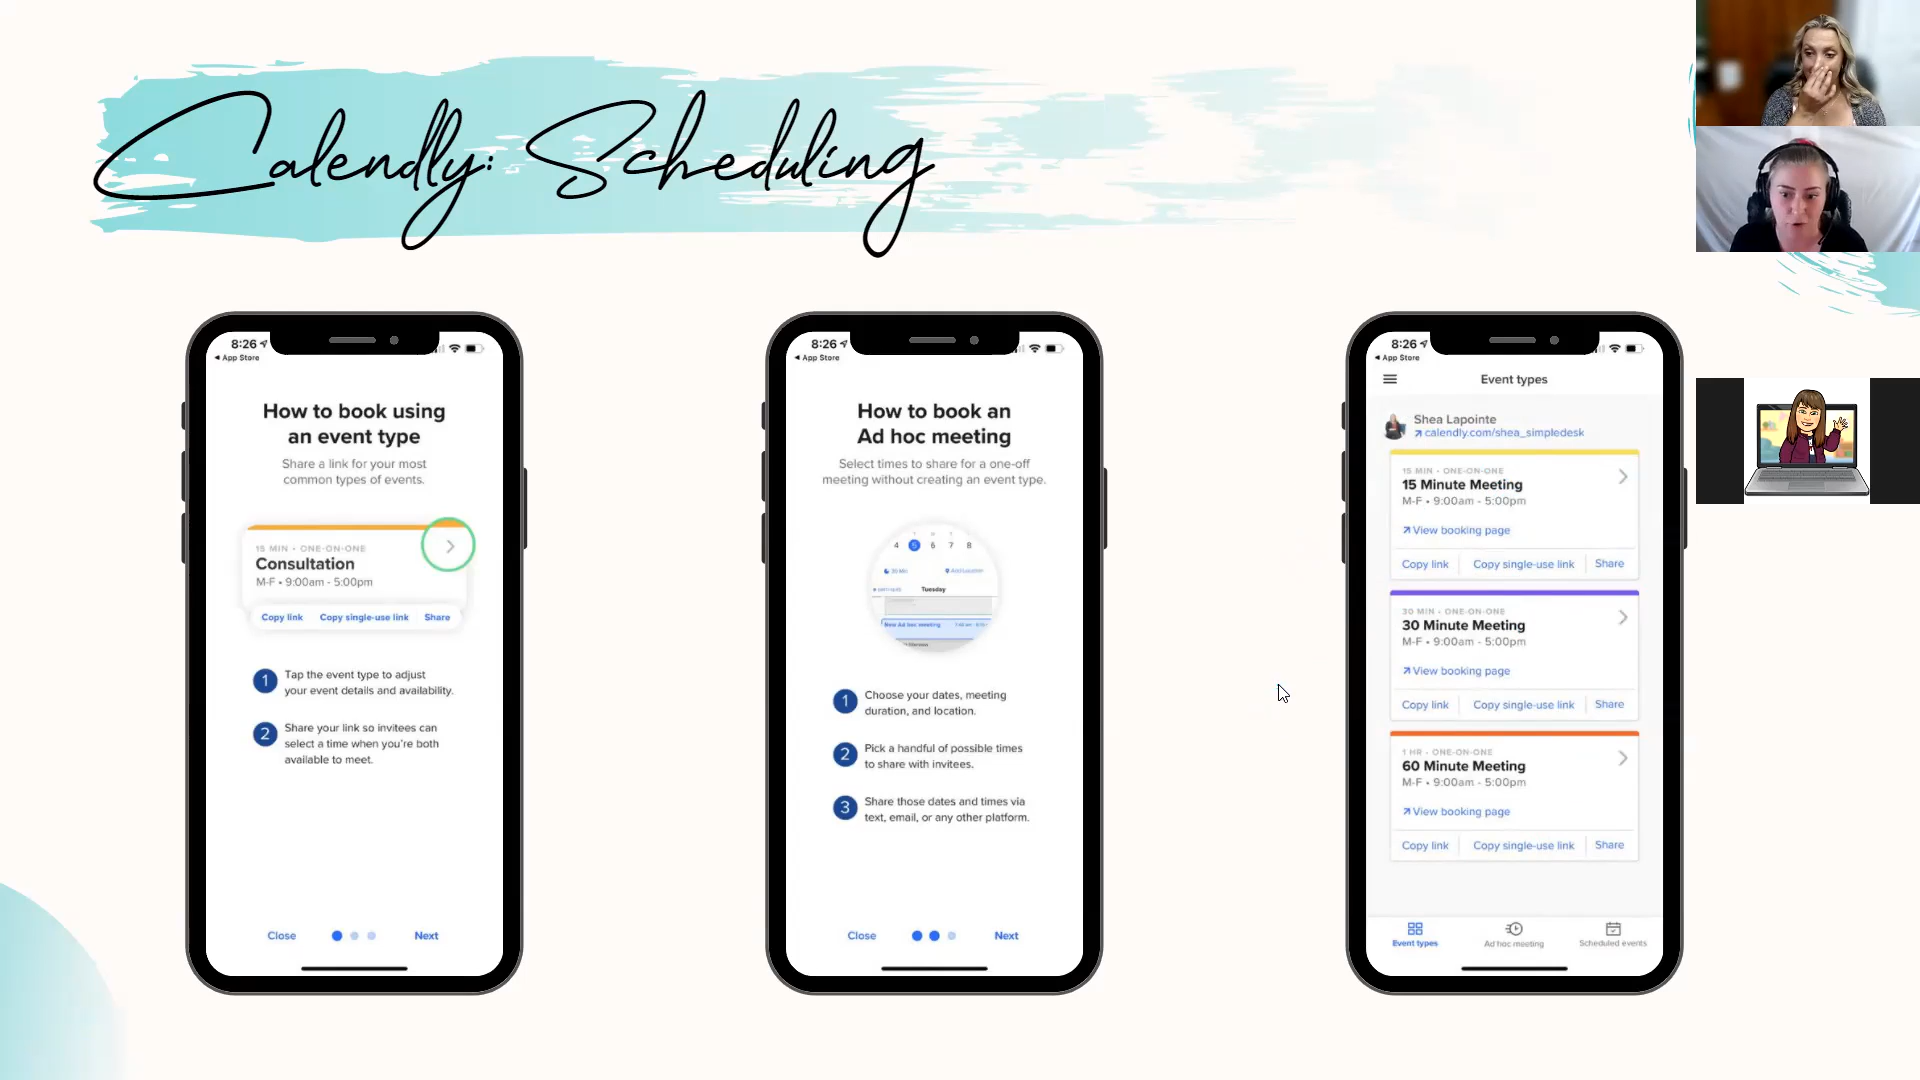 Calendly: Scheduling
8:26
App Store
How to book using
an event type
Share a link for your most
common types of events.
15 MIN • ONE-ON-ONE
Consultation
M-F • 9:00am - 5:00pm
Copy link Copy single-use link Share
1 Tap the event type to adjust
your event details and availability.
2 Share your link so invitees can
select a time when you're both
available to meet.
Close Next
8:26
App Store
How to book an
Ad hoc meeting
Select times to share for a one-off
meeting without creating an event type.
4 5 6 7 8
30 Min Add Location
Tuesday
New Ad hoc meeting
1 Choose your dates, meeting
duration, and location.
2 Pick a handful of possible times
to share with invitees.
3 Share those dates and times via
text, email, or any other platform.
Close Next
8:26
App Store
Event types
Shea Lapointe
calendly.com/shea_simpledesk
15 MIN • ONE-ON-ONE
15 Minute Meeting
M-F • 9:00am - 5:00pm
View booking page
Copy link Copy single-use link Share
30 MIN • ONE-ON-ONE
30 Minute Meeting
M-F • 9:00am - 5:00pm
View booking page
Copy link Copy single-use link Share
1 HR • ONE-ON-ONE
60 Minute Meeting
M-F • 9:00am - 5:00pm
View booking page
Copy link Copy single-use link Share
Event types Ad hoc meeting Scheduled events